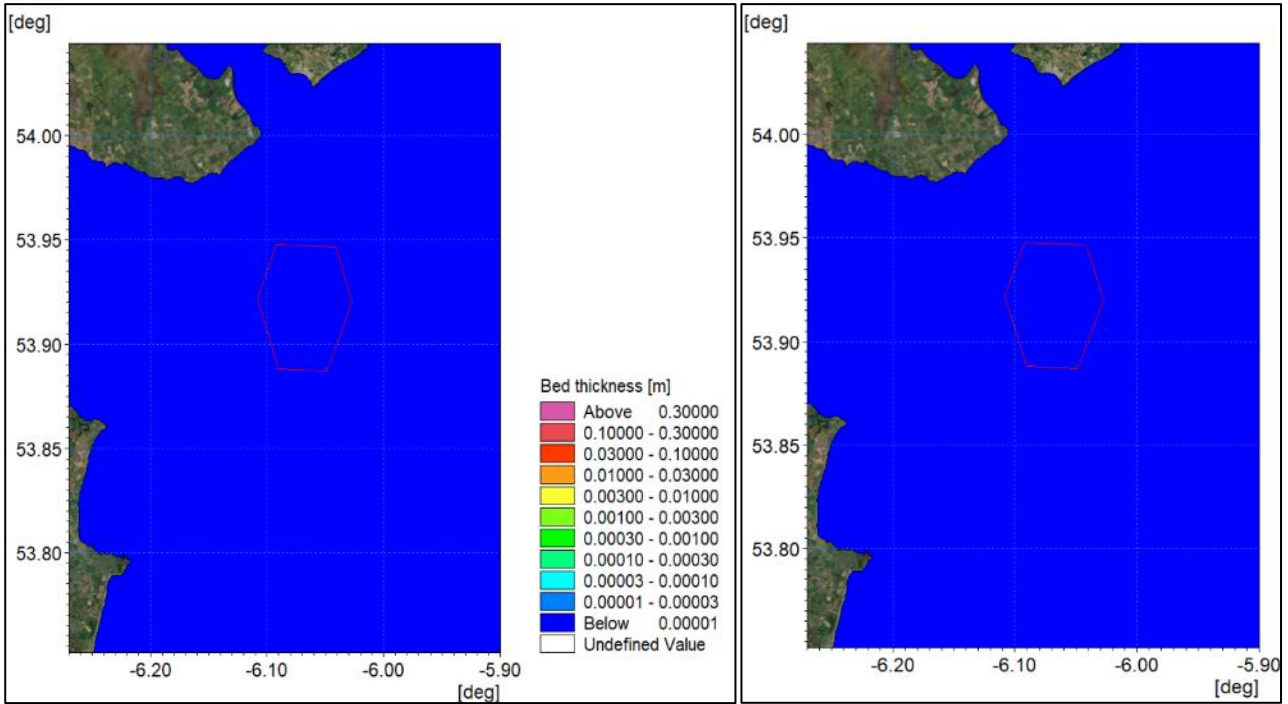 [deg]
54.00
53.95
53.90
53.85
53.80
-6.20 -6.10 -6.00 -5.90
[deg]
Bed thickness [m]
Above 0.30000
0.10000 - 0.30000
0.03000 - 0.10000
0.01000 - 0.03000
0.00300 - 0.01000
0.00100 - 0.00300
0.00030 - 0.00100
0.00010 - 0.00030
0.00003 - 0.00010
0.00001 - 0.00003
Below 0.00001
Undefined Value
[deg]
54.00
53.95
53.90
53.85
53.80
-6.20 -6.10 -6.00 -5.90
[deg]